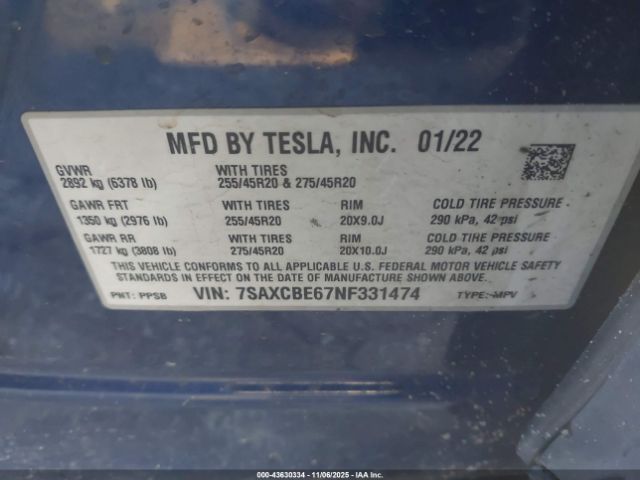 MFD BY TESLA, INC. 01/22
GVWR WITH TIRES
2892 kg (6378 lb) 255/45R20 & 275/45R20
GAWR FRT WITH TIRES RIM COLD TIRE PRESSURE
1350 kg (2976 lb) 255/45R20 20X9.0J 290 kPa, 42 psi
GAWR RR WITH TIRES RIM COLD TIRE PRESSURE
1727 kg (3808 lb) 275/45R20 20X10.0J 290 kPa, 42 psi
THIS VEHICLE CONFORMS TO ALL APPLICABLE U.S. FEDERAL MOTOR VEHICLE SAFETY
STANDARDS IN EFFECT ON THE DATE OF MANUFACTURE SHOWN ABOVE.
PNT: PPSB VIN: 7SAXCBE67NF331474 TYPE: MPV
000-43630334 - 11/06/2025 - IAA Inc.